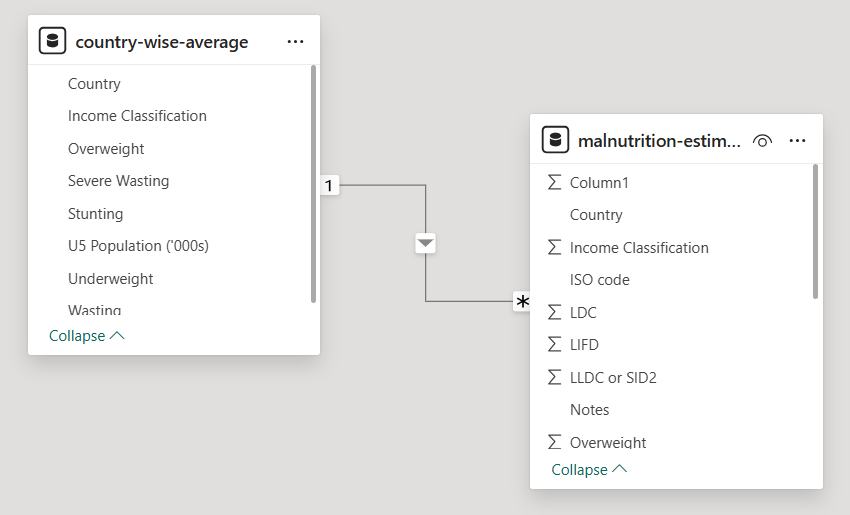 country-wise-average
Country
Income Classification
Overweight
Severe Wasting
Stunting
U5 Population ('000s)
Underweight
Wasting
Collapse
1
*
malnutrition-estim...
Σ Column1
Country
Σ Income Classification
ISO code
Σ LDC
Σ LIFD
Σ LLDC or SID2
Notes
Σ Overweight
Collapse